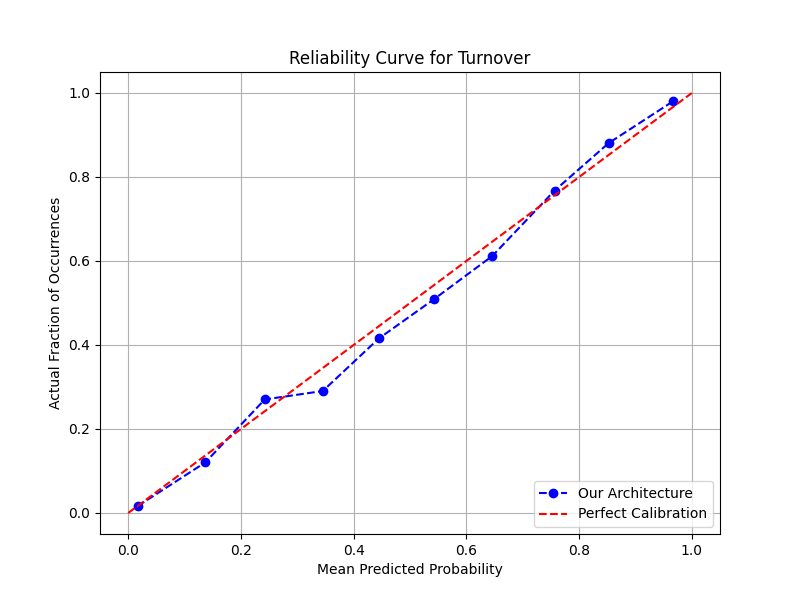 Reliability Curve for Turnover
Actual Fraction of Occurrences
1.0
0.8
0.6
0.4
0.2
0.0
0.0 0.2 0.4 0.6 0.8 1.0
Mean Predicted Probability
Our Architecture
Perfect Calibration